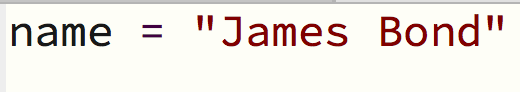 name = "James Bond"